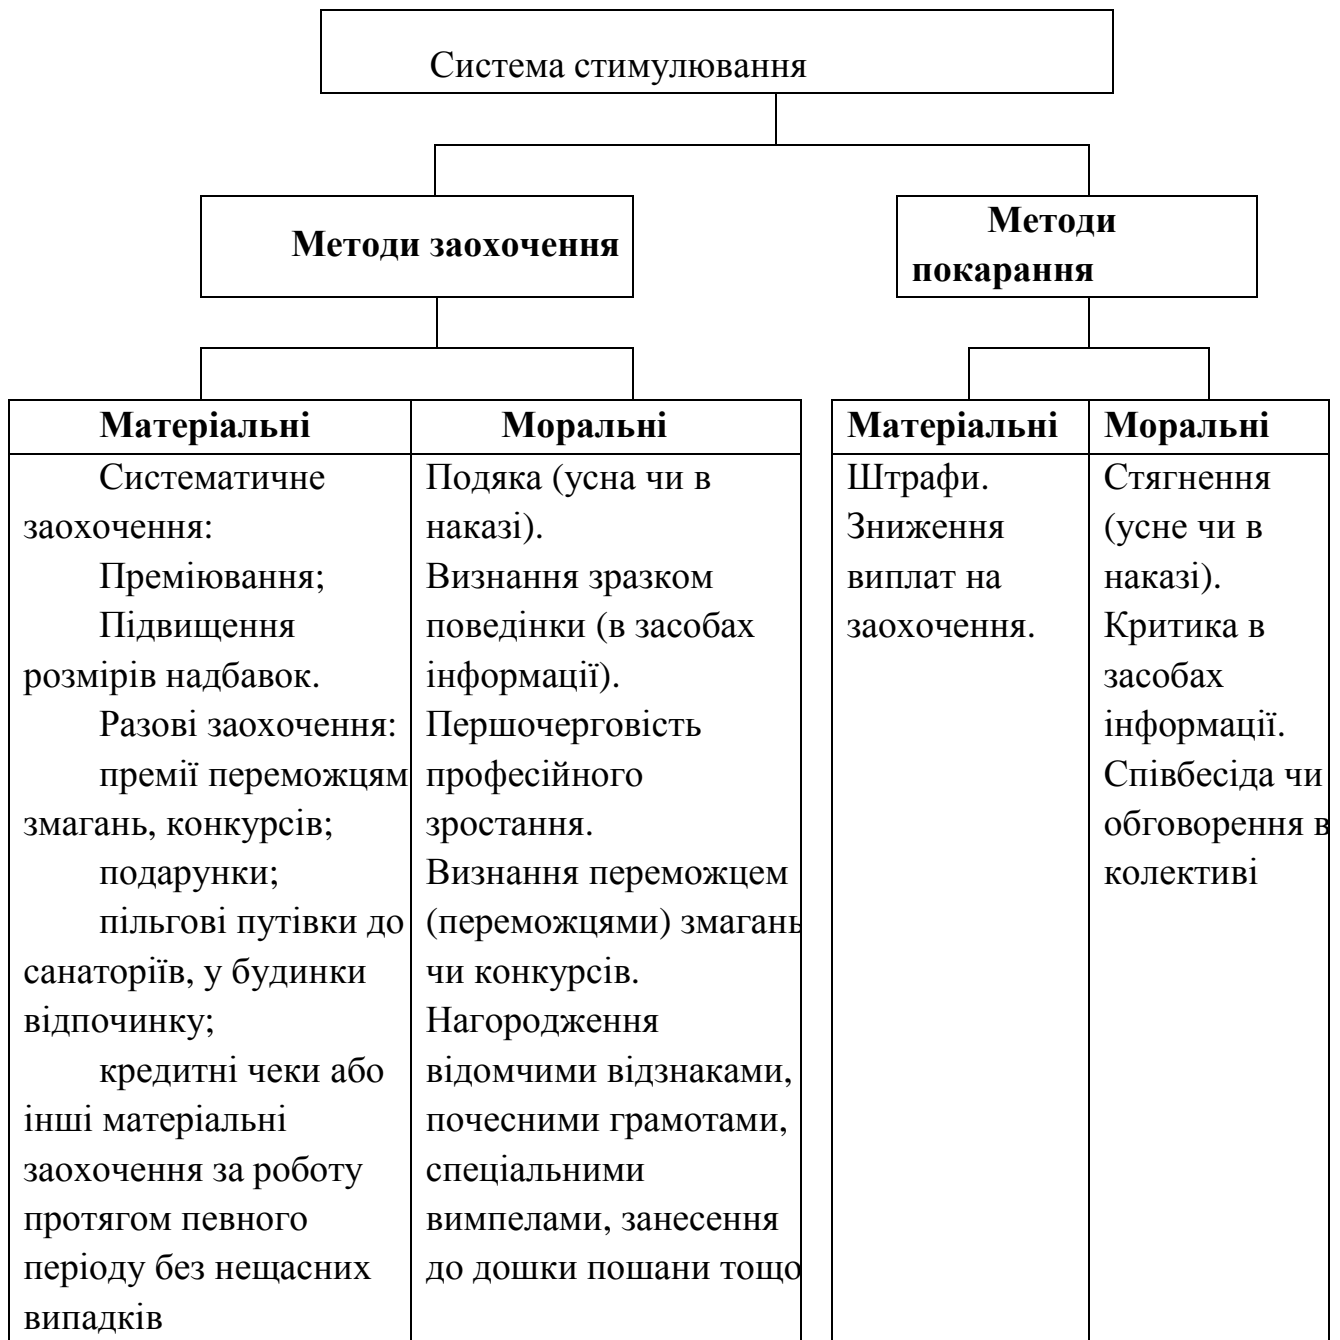 Система стимулювання
Методи заохочення
Методи
покарання
Матеріальні
Систематичне
заохочення:
Преміювання;
Підвищення
розмірів надбавок.
Разові заохочення:
премії переможцям
змагань, конкурсів;
подарунки;
пільгові путівки до
санаторіїв, у будинки
відпочинку;
кредитні чеки або
інші матеріальні
заохочення за роботу
протягом певного
періоду без нещасних
випадків
Моральні
Подяка (усна чи в
наказі).
Визнання зразком
поведінки (в засобах
інформації).
Першочерговість
професійного
зростання.
Визнання переможцем
(переможцями) змагань
чи конкурсів.
Нагородження
відомчими відзнаками,
почесними грамотами,
спеціальними
вимпелами, занесення
до дошки пошани тощо
Матеріальні
Штрафи.
Зниження
виплат на
заохочення.
Моральні
Стягнення
(усне чи в
наказі).
Критика в
засобах
інформації.
Співбесіда чи
обговорення в
колективі